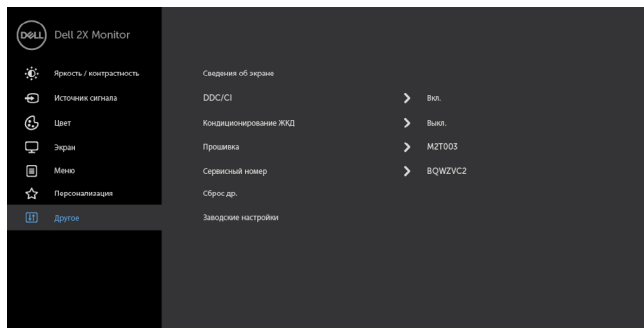 DELL
Dell 2X Monitor
Яркость / контрастность
Сведения об экране
Источник сигнала
DDC/CI
Вкл.
Цвет
Кондиционирование ЖКД
Выкл.
Экран
Прошивка
M2T003
Меню
Сервисный номер
BQWZVC2
Персонализация
Сброс др.
Другое
Заводские настройки